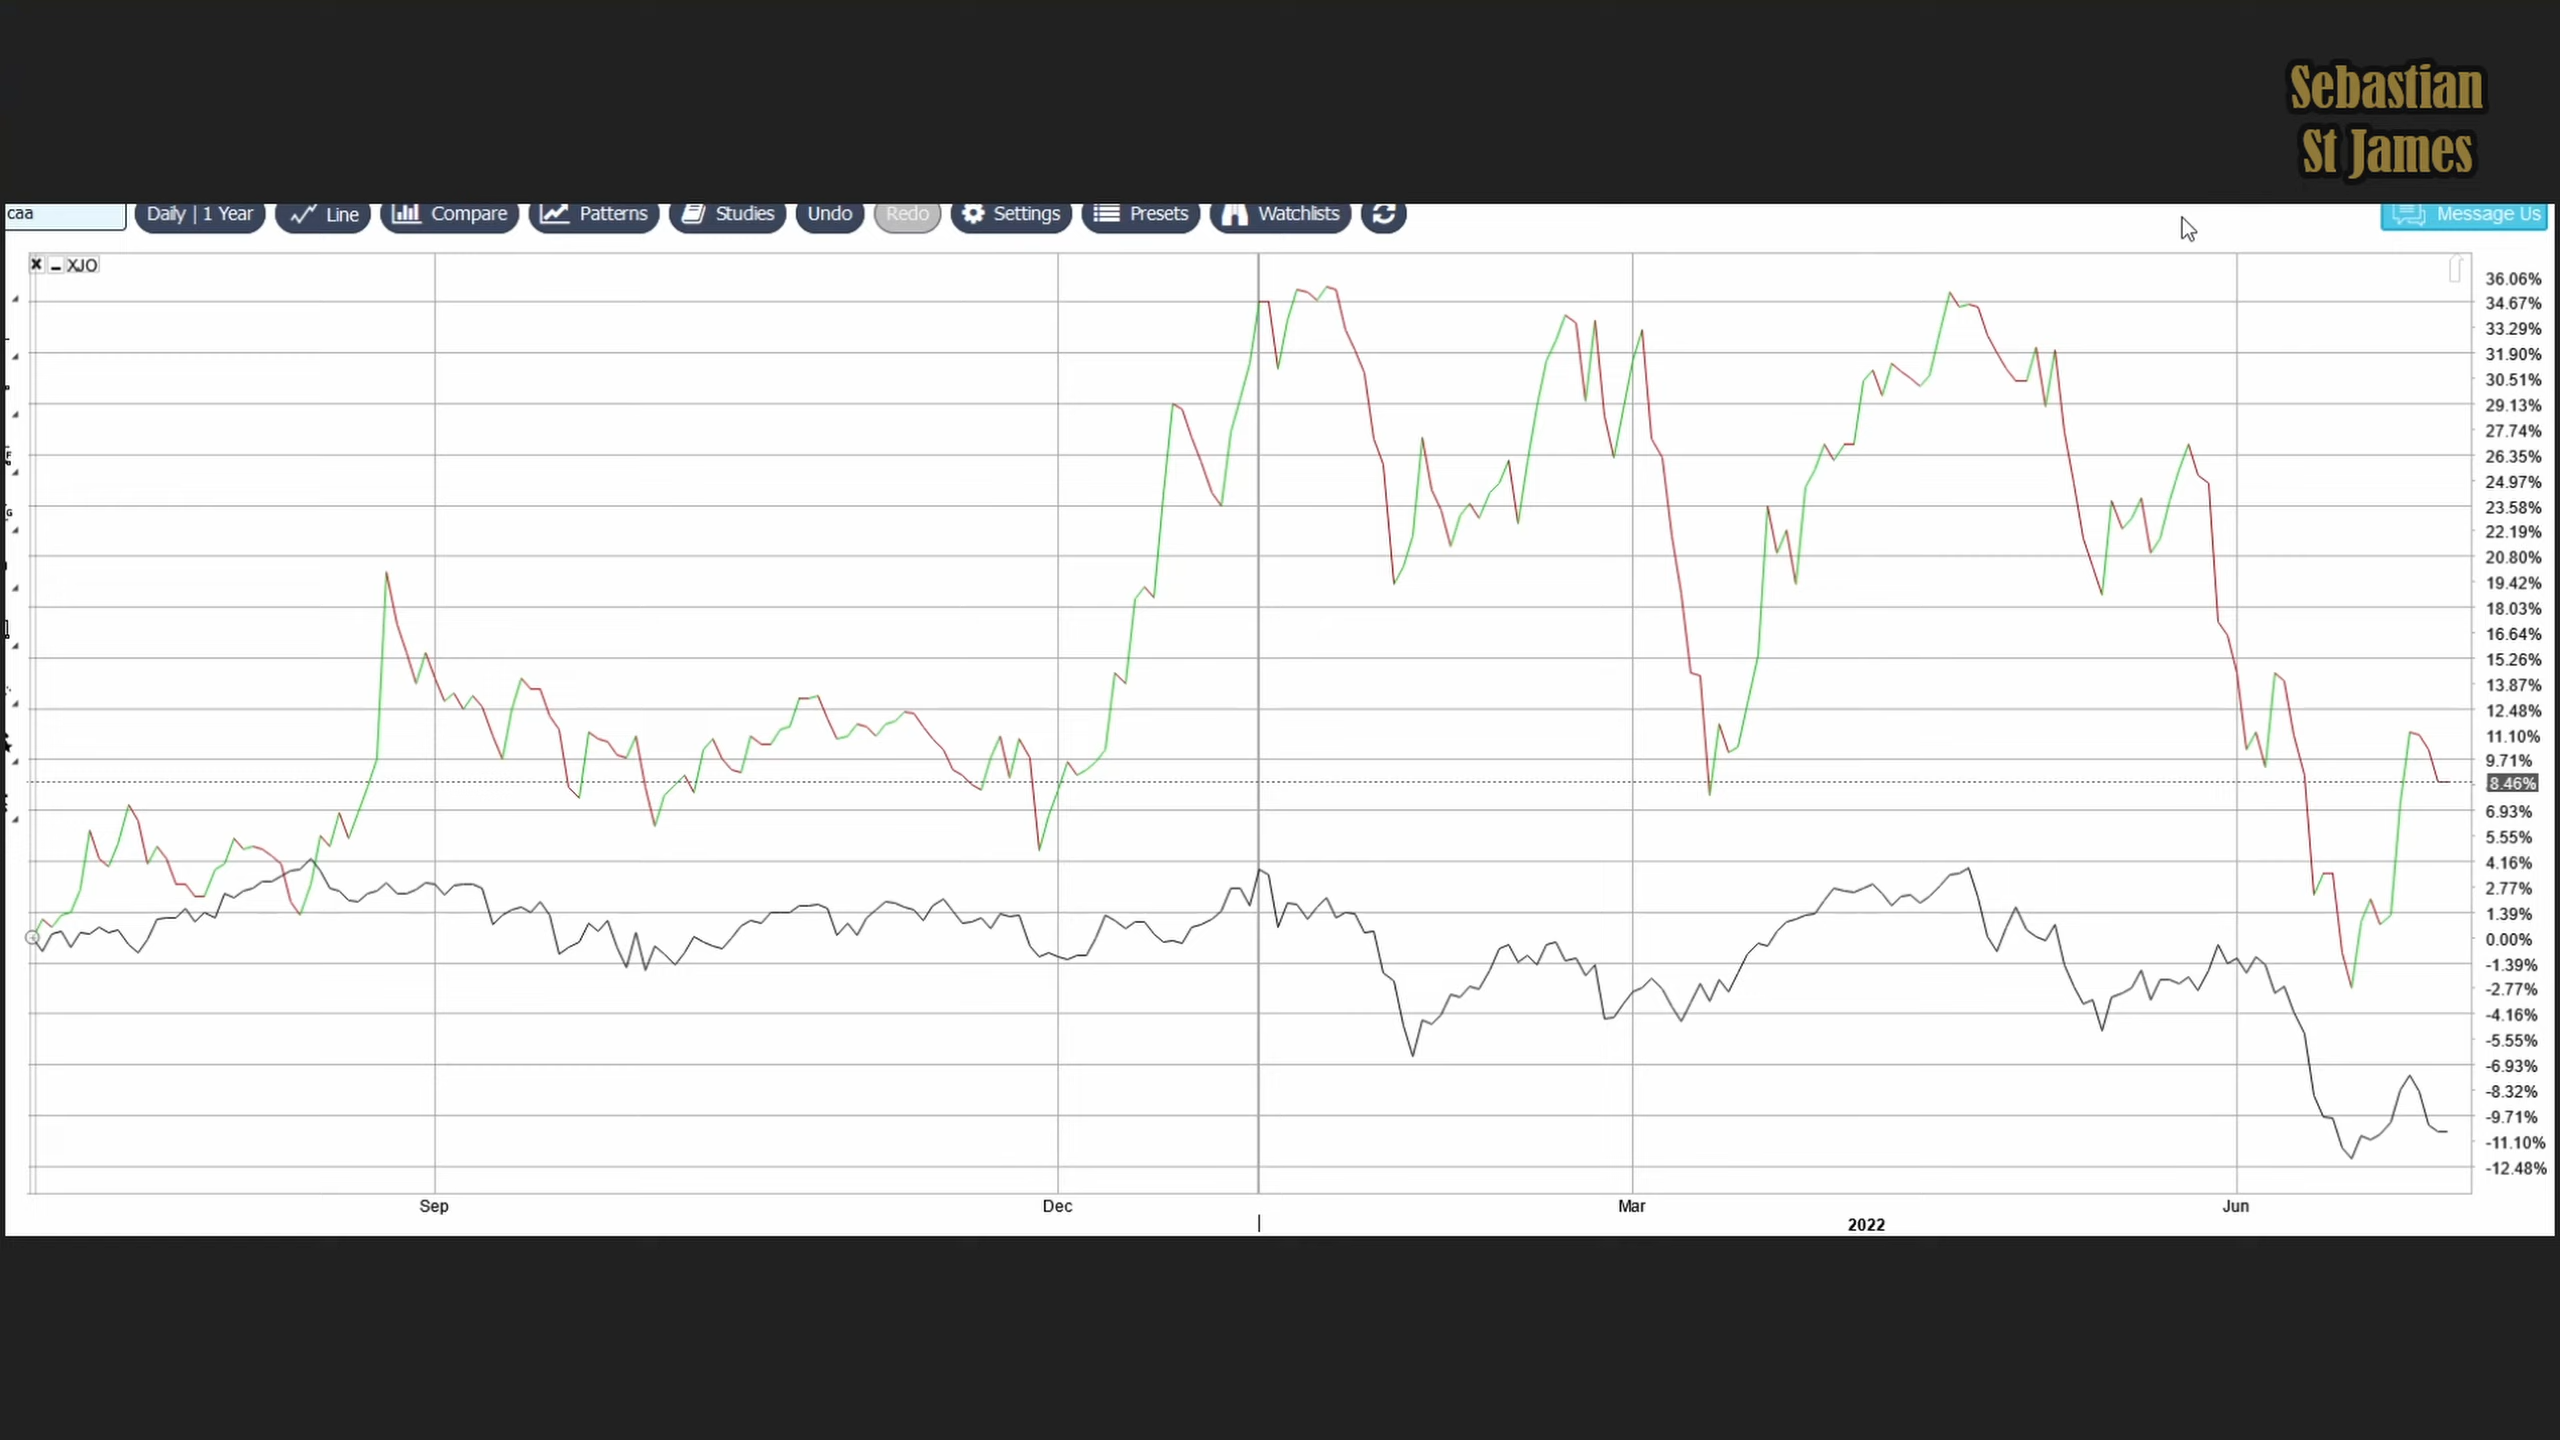 Sebastian
St James
caa
Daily | 1 Year
Line
Compare
Patterns
Studies
Undo
Redo
Settings
Presets
Watchlists
Message Us
XJO
36.06%
34.67%
33.29%
31.90%
30.51%
29.13%
27.74%
26.35%
24.97%
23.58%
22.19%
20.80%
19.42%
18.03%
16.64%
15.26%
13.87%
12.48%
11.10%
9.71%
8.46%
6.93%
5.55%
4.16%
2.77%
1.39%
0.00%
-1.39%
-2.77%
-4.16%
-5.55%
-6.93%
-8.32%
-9.71%
-11.10%
-12.48%
Sep
Dec
Mar
Jun
2022